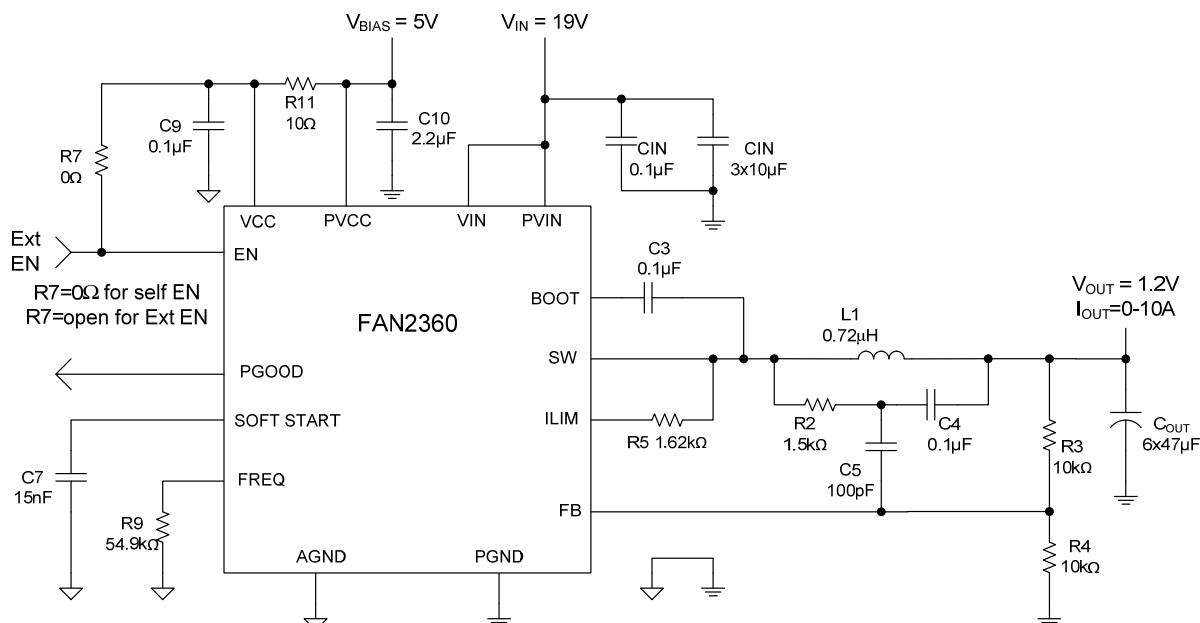 VBIAS = 5V
VIN = 19V
R11
10Ω
C9
0.1µF
C10
2.2µF
R7
0Ω
CIN
0.1µF
CIN
3x10µF
VCC
PVCC
VIN
PVIN
Ext
EN
EN
R7=0Ω for self EN
R7=open for Ext EN
FAN2360
C3
0.1µF
BOOT
VOUT = 1.2V
IOUT=0-10A
L1
0.72µH
SW
PGOOD
SOFT START
ILIM
R5 1.62kΩ
R2
1.5kΩ
C4
0.1µF
C5
100pF
R3
10kΩ
COUT
6x47µF
C7
15nF
FREQ
R9
54.9kΩ
FB
AGND
PGND
R4
10kΩ